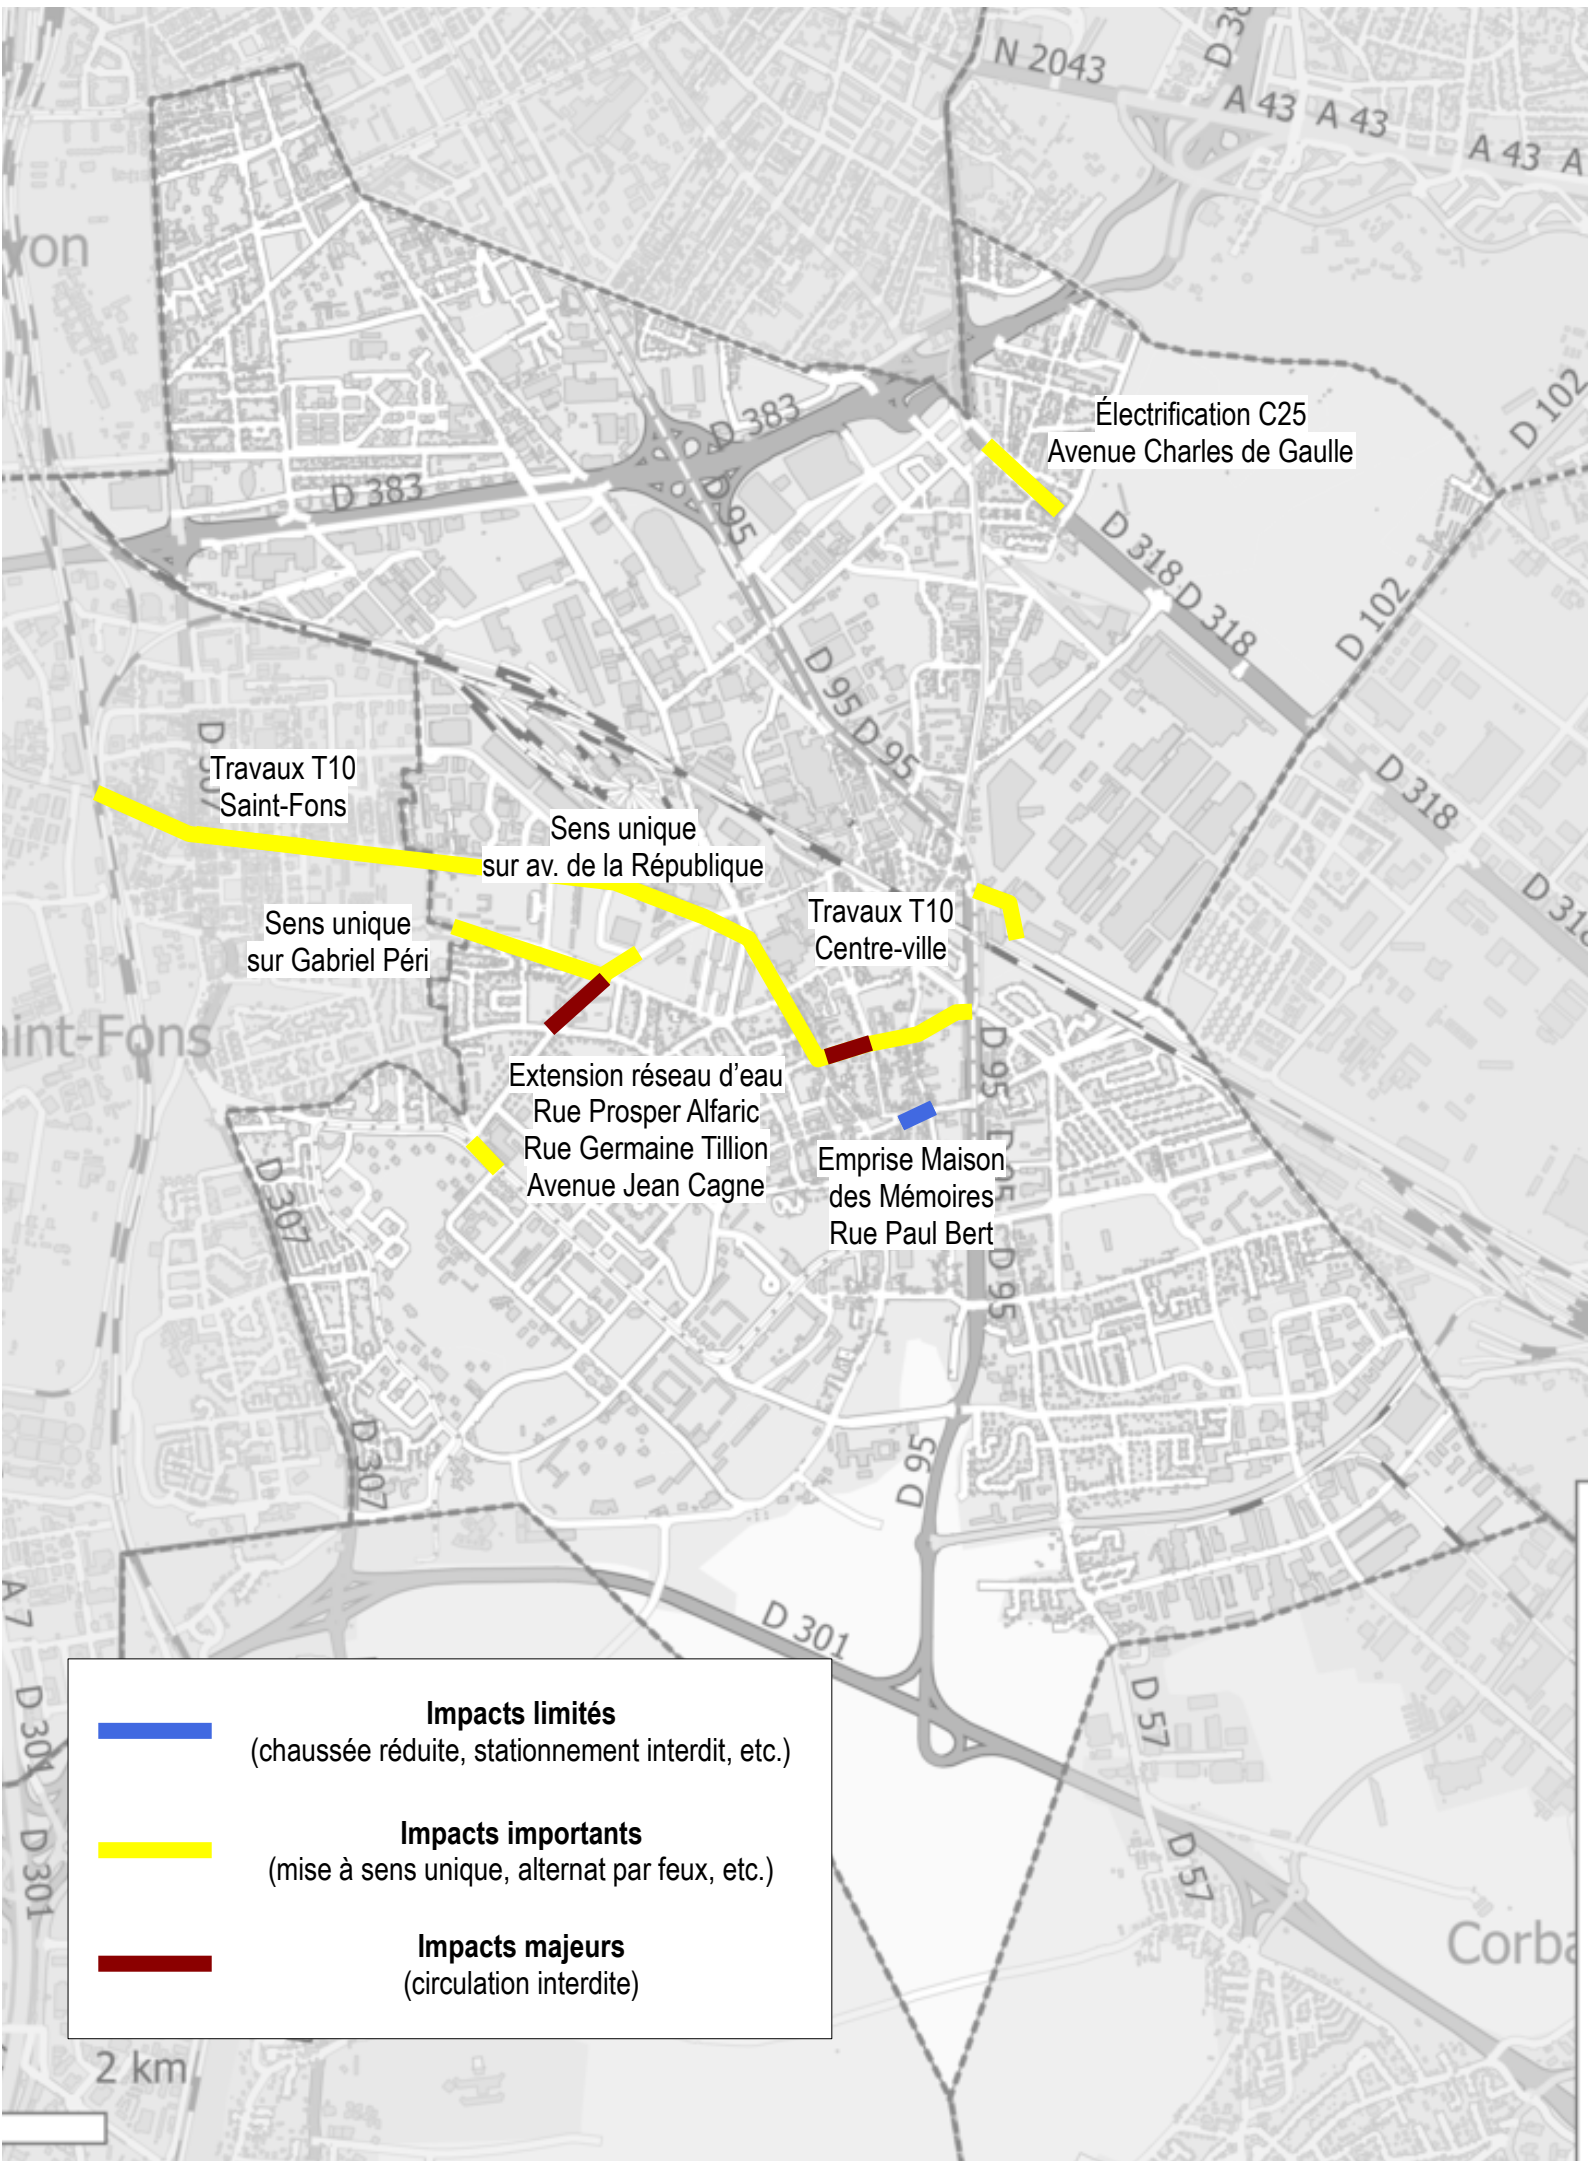 N 2043
D 38
A 43
A 43
A 43
A
yon
D 383
D 383
D 95
Électrification C25
Avenue Charles de Gaulle
D 102
D 318
D 318
D 102
D 95
D 95
D 318
D 318
Travaux T10
Saint-Fons
Sens unique
sur av. de la République
Sens unique
sur Gabriel Péri
Travaux T10
Centre-ville
aint-Fons
D 95
Extension réseau d'eau
Rue Prosper Alfaric
Rue Germaine Tillion
Avenue Jean Cagne
Emprise Maison
des Mémoires
Rue Paul Bert
D 307
D 95
D 307
D 95
A 7
D 301
D 301
D 57
D 301
D 57
Impacts limités
(chaussée réduite, stationnement interdit, etc.)
Impacts importants
(mise à sens unique, alternat par feux, etc.)
Impacts majeurs
(circulation interdite)
Corba
2 km